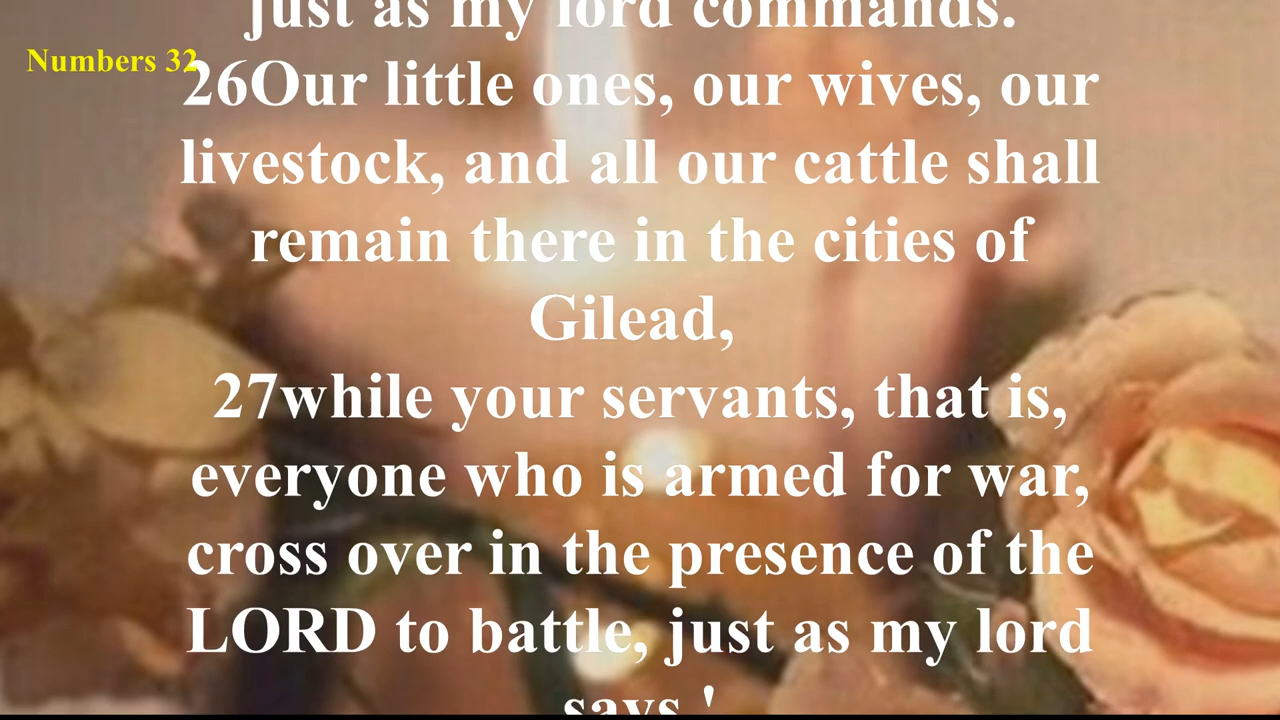 just as my lord commands.
Numbers 32
26Our little ones, our wives, our
livestock, and all our cattle shall
remain there in the cities of
Gilead,
27while your servants, that is,
everyone who is armed for war,
cross over in the presence of the
LORD to battle, just as my lord
says.'